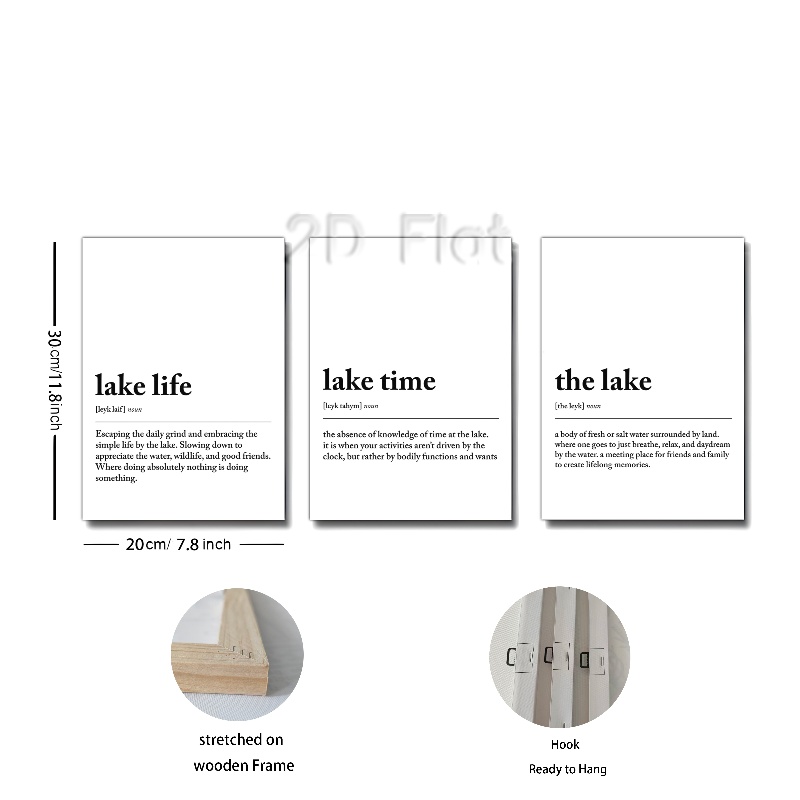 2D Flat
30cm/11.8inch
lake life
[leyk laif] noun
Escaping the daily grind and embracing the
simple life by the lake. Slowing down to
appreciate the water, wildlife, and good friends.
Where doing absolutely nothing is doing
something.
lake time
[leyk tahym] noun
the absence of knowledge of time at the lake.
it is when your activities aren't driven by the
clock, but rather by bodily functions and wants
the lake
[the leyk] noun
a body of fresh or salt water surrounded by land.
where one goes to just breathe, relax, and daydream
by the water. a meeting place for friends and family
to create lifelong memories.
20cm/ 7.8 inch
stretched on
wooden Frame
Hook
Ready to Hang